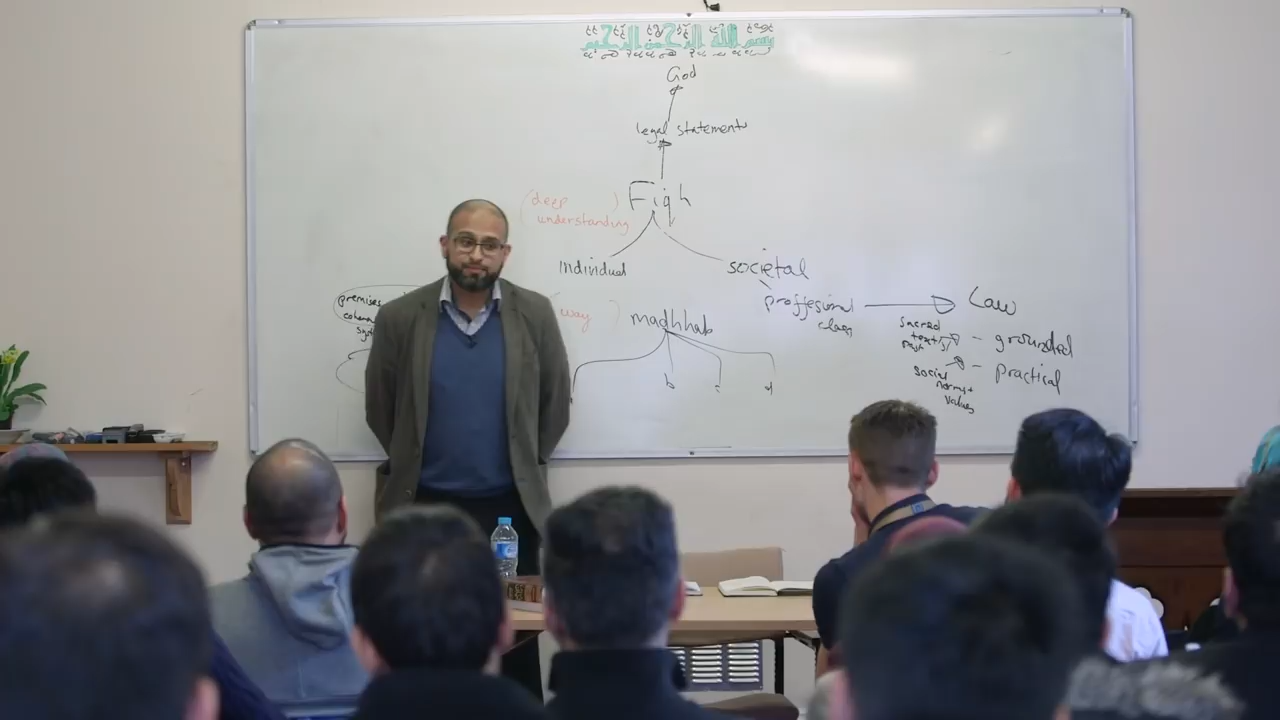 بسم الله الرحمن الرحيم
God
legal statements
Fiqh
(deep )
understanding
Individual
societal
proffesional
class
Law
premises
way )
madhhab
sacred
- grounded
- practical
social
norms +
values
b
c
d